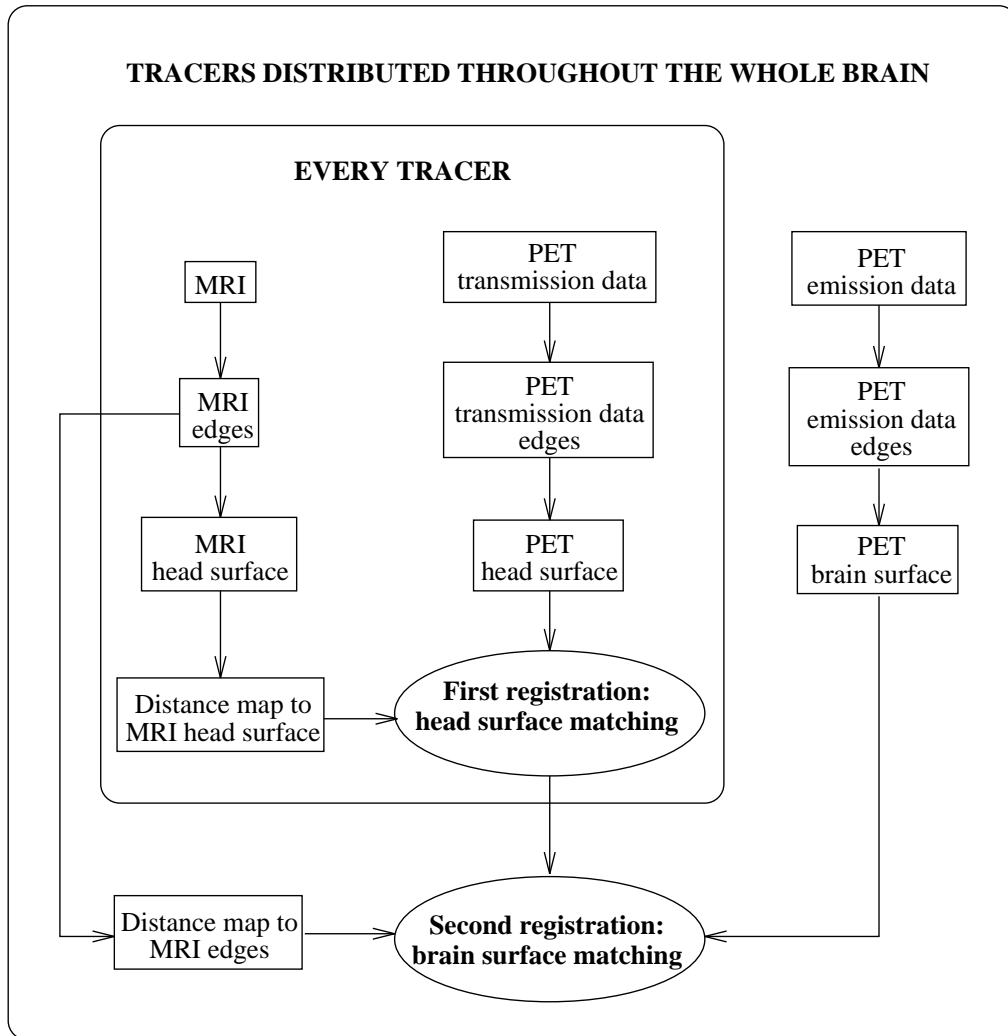 TRACERS DISTRIBUTED THROUGHOUT THE WHOLE BRAIN
EVERY TRACER
MRI
PET
transmission data
PET
emission data
MRI
edges
PET
transmission data
edges
PET
emission data
edges
MRI
head surface
PET
head surface
PET
brain surface
Distance map to
MRI head surface
First registration:
head surface matching
Distance map to
MRI edges
Second registration:
brain surface matching